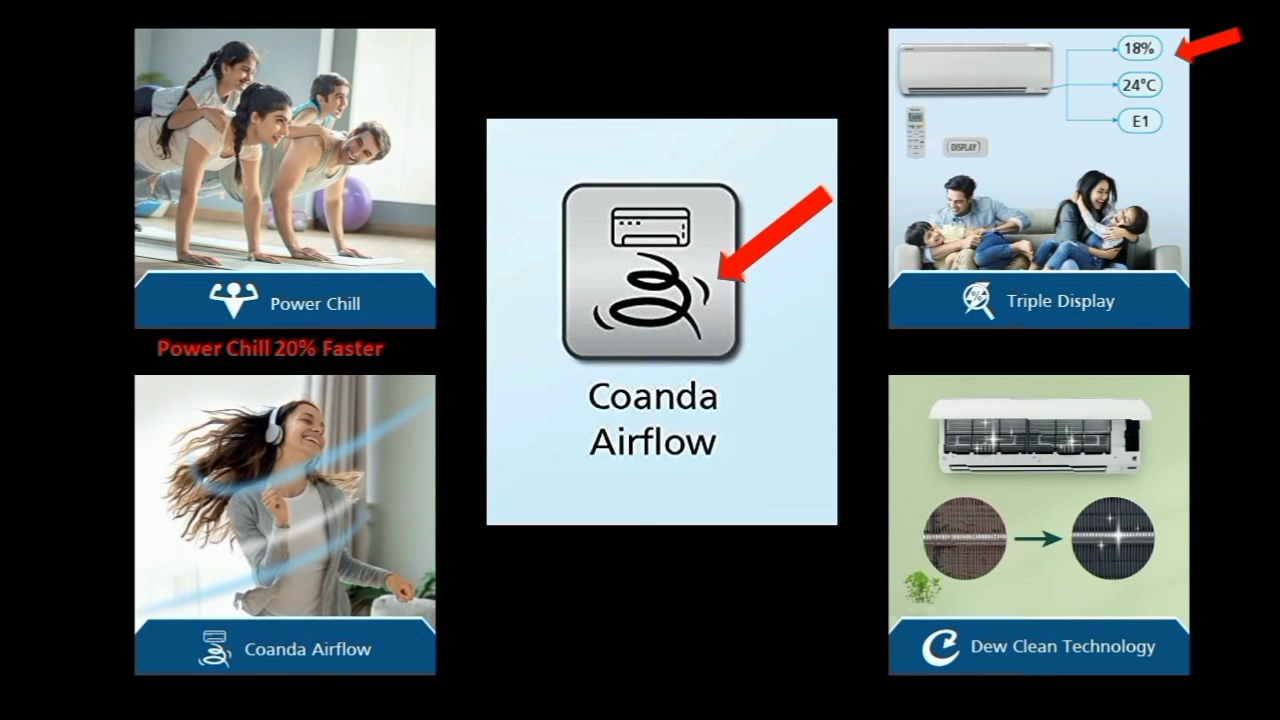 Power Chill
Power Chill 20% Faster
Coanda Airflow
Coanda
Airflow
18%
24°C
E1
DISPLAY
Triple Display
Dew Clean Technology